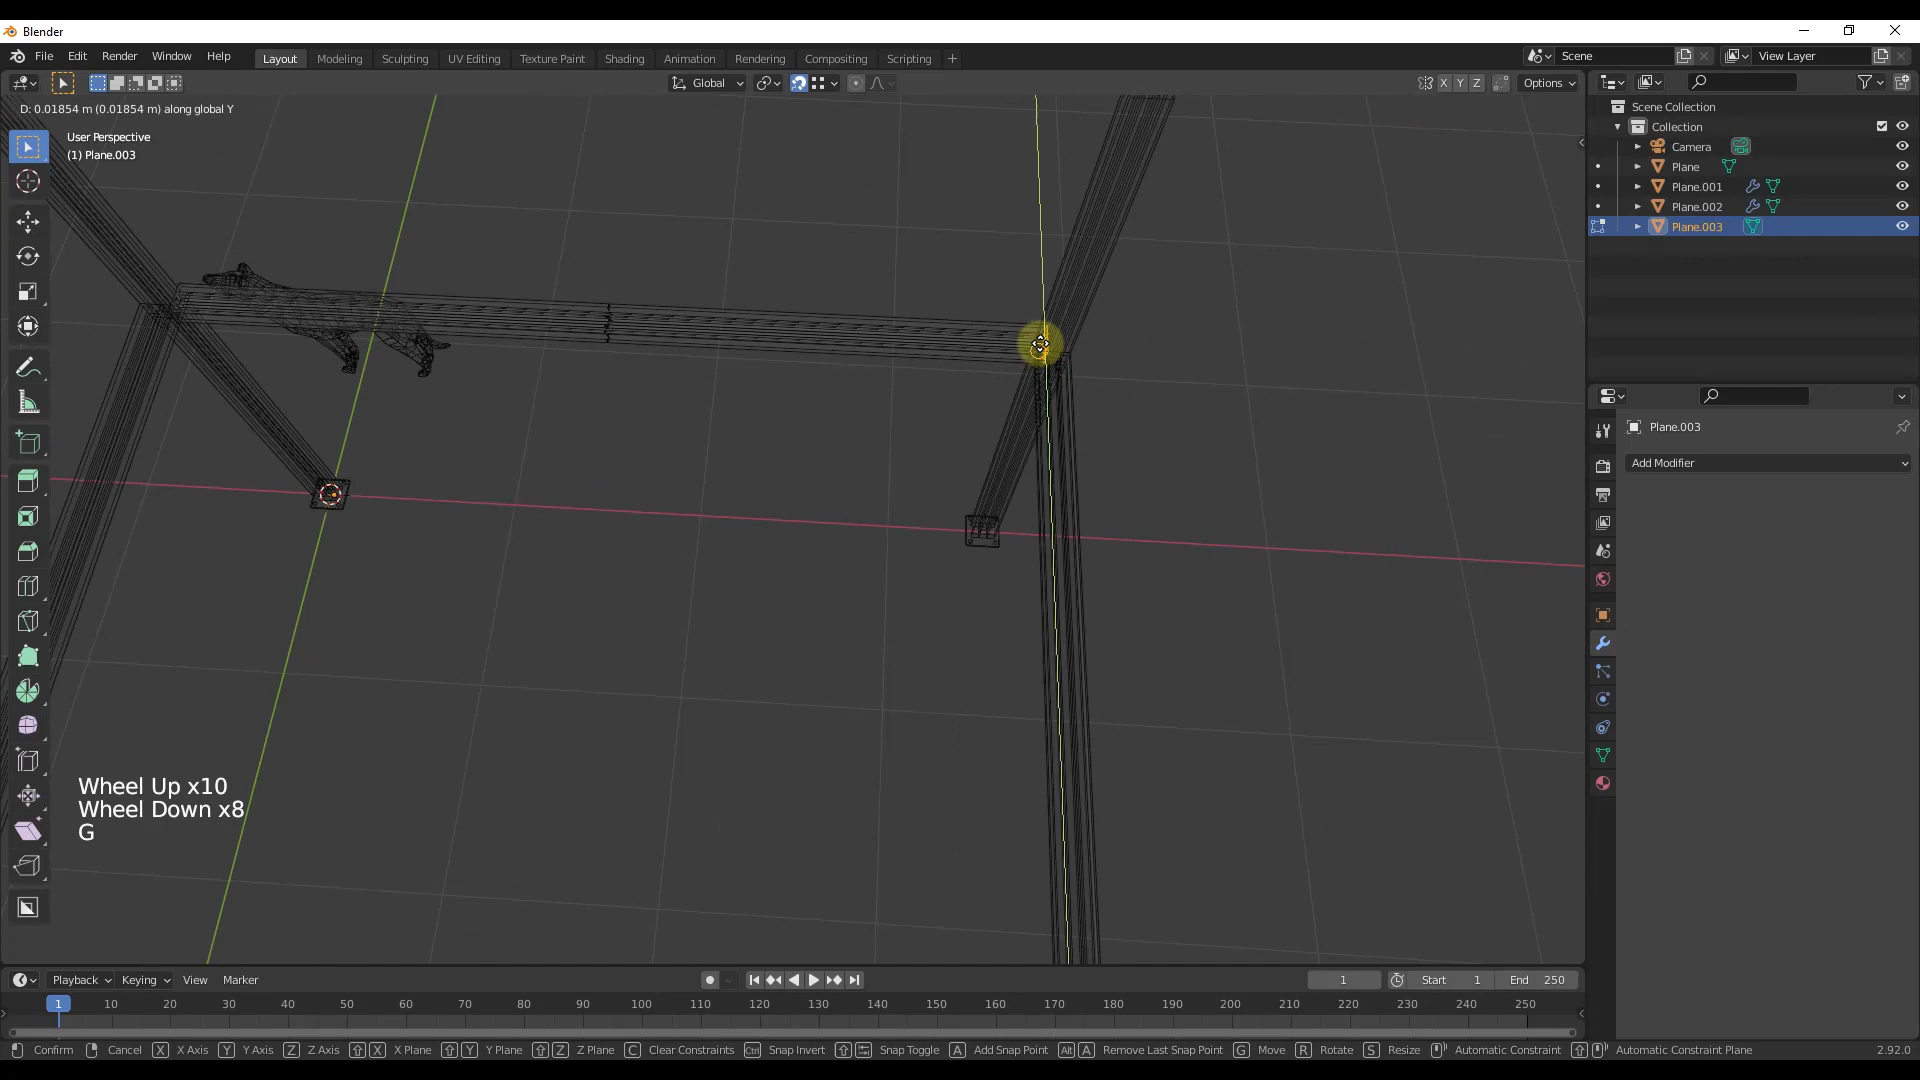 Blender
File Edit Render Window Help Layout Modeling Sculpting UV Editing Texture Paint Shading Animation Rendering Compositing Scripting + Scene View Layer
Global X Y Z Options
D: 0.01854 m (0.01854 m) along global Y
User Perspective
(1) Plane.003
Scene Collection
Collection
Camera
Plane
Plane.001
Plane.002
Plane.003
Plane.003
Add Modifier
Wheel Up x10
Wheel Down x8
G
Playback Keying View Marker 1 Start 1 End 250
1 10 20 30 40 50 60 70 80 90 100 110 120 130 140 150 160 170 180 190 200 210 220 230 240 250
Confirm Cancel X X Axis Y Y Axis Z Z Axis X X Plane Y Y Plane Z Z Plane C Clear Constraints Ctrl Snap Invert Snap Toggle A Add Snap Point Alt A Remove Last Snap Point G Move R Rotate S Resize Automatic Constraint Automatic Constraint Plane 2.92.0